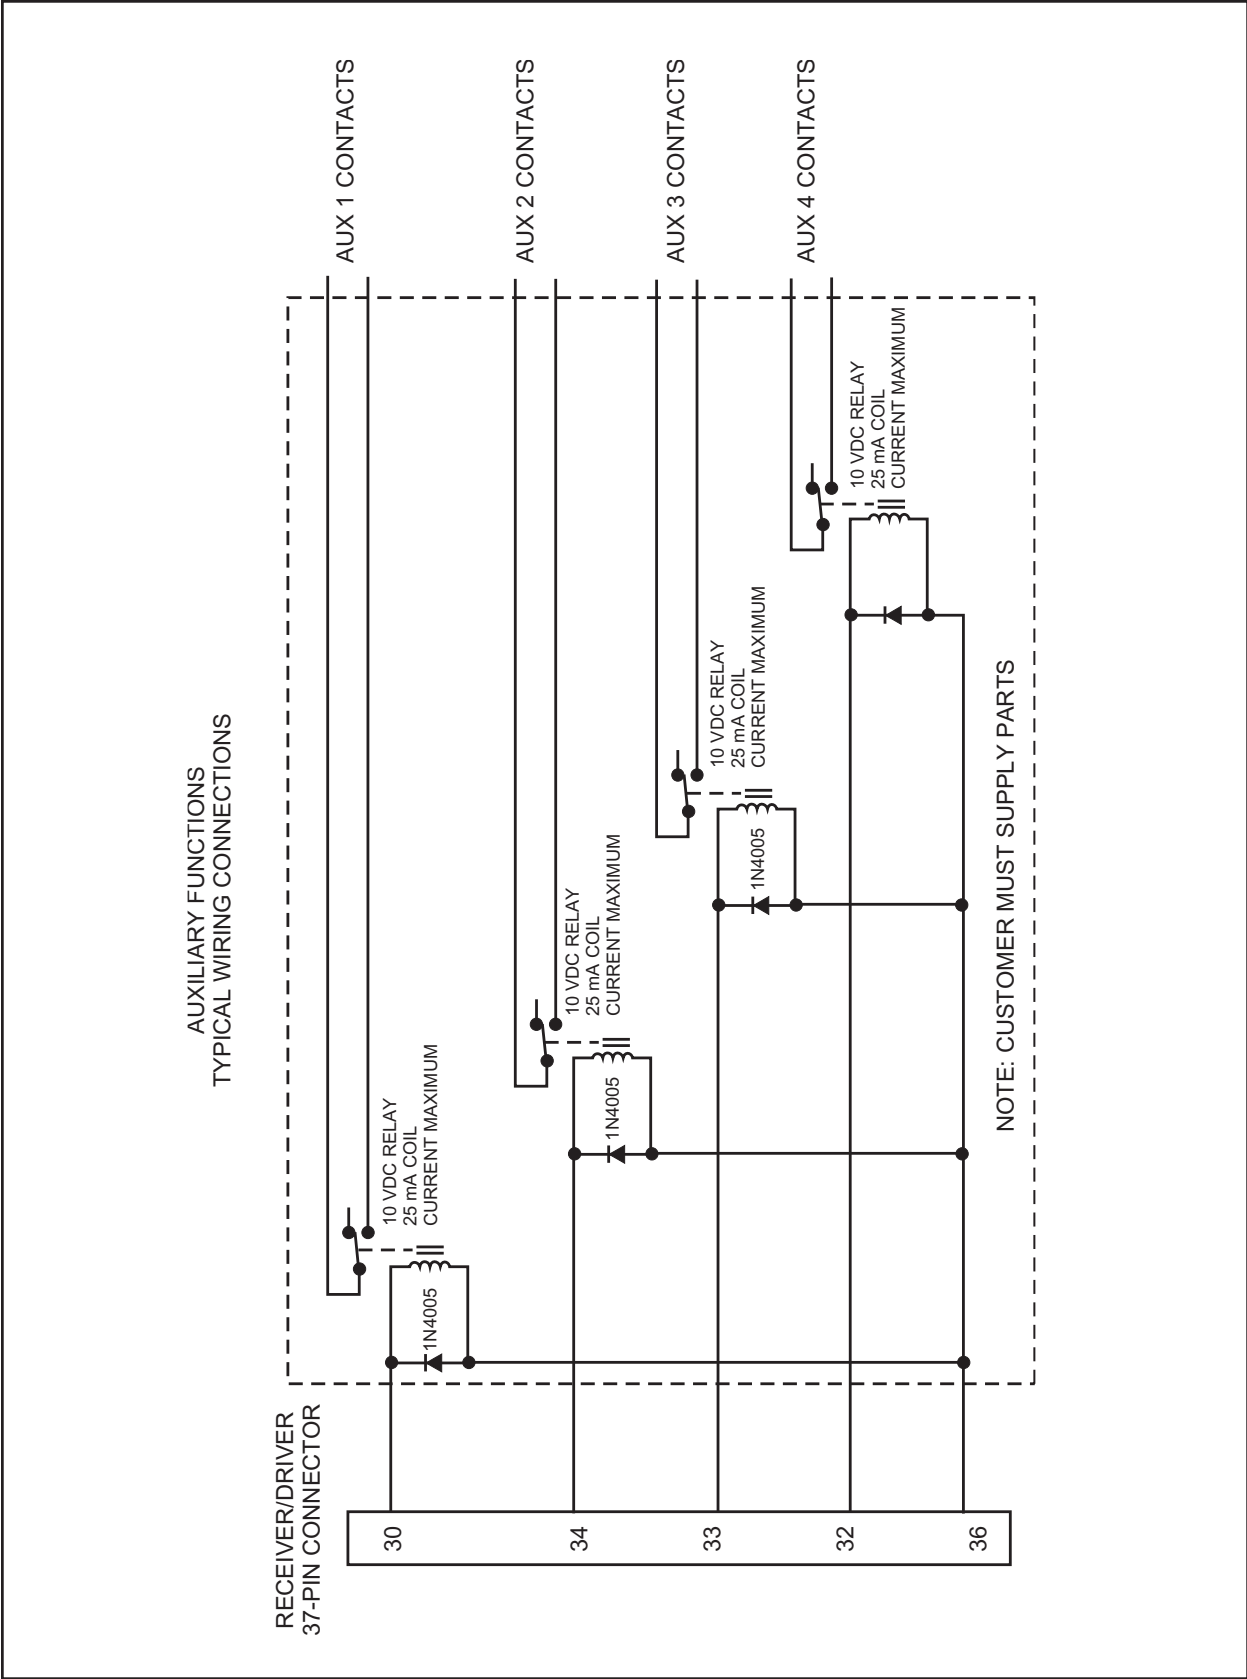 AUXILIARY FUNCTIONS
TYPICAL WIRING CONNECTIONS
RECEIVER/DRIVER
37-PIN CONNECTOR
30
34
33
32
36
1N4005
10 VDC RELAY
25 mA COIL
CURRENT MAXIMUM
AUX 1 CONTACTS
1N4005
10 VDC RELAY
25 mA COIL
CURRENT MAXIMUM
AUX 2 CONTACTS
1N4005
10 VDC RELAY
25 mA COIL
CURRENT MAXIMUM
AUX 3 CONTACTS
10 VDC RELAY
25 mA COIL
CURRENT MAXIMUM
AUX 4 CONTACTS
NOTE: CUSTOMER MUST SUPPLY PARTS